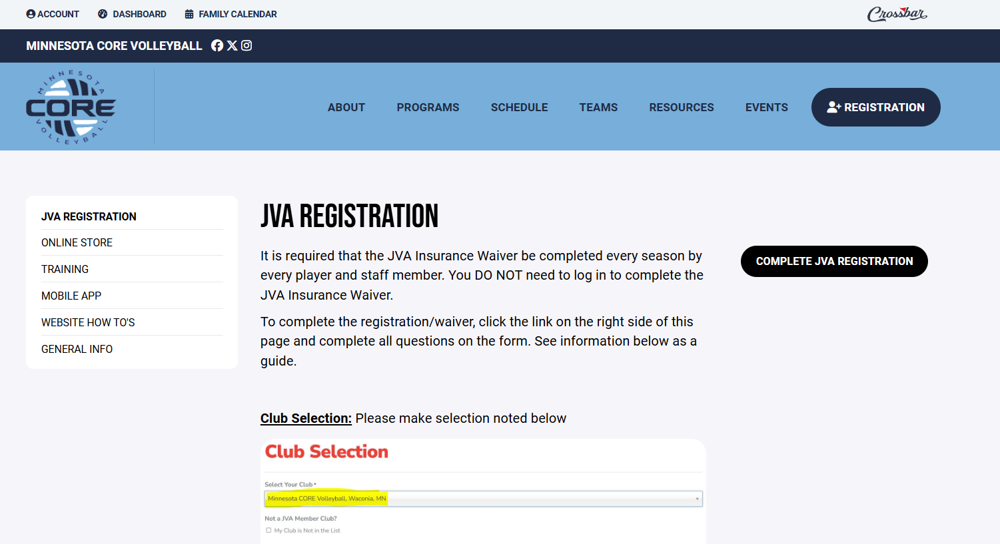 ACCOUNT DASHBOARD FAMILY CALENDAR
Crossbar
MINNESOTA CORE VOLLEYBALL
MINNESOTA
CORE
VOLLEYBALL
ABOUT PROGRAMS SCHEDULE TEAMS RESOURCES EVENTS REGISTRATION
JVA REGISTRATION
ONLINE STORE
TRAINING
MOBILE APP
WEBSITE HOW TO'S
GENERAL INFO
JVA REGISTRATION
It is required that the JVA Insurance Waiver be completed every season by
every player and staff member. You DO NOT need to log in to complete the
JVA Insurance Waiver.
To complete the registration/waiver, click the link on the right side of this
page and complete all questions on the form. See information below as a
guide.
COMPLETE JVA REGISTRATION
Club Selection: Please make selection noted below
Club Selection
Select Your Club *
Minnesota CORE Volleyball, Waconia, MN
Not a JVA Member Club?
My Club is Not in the List